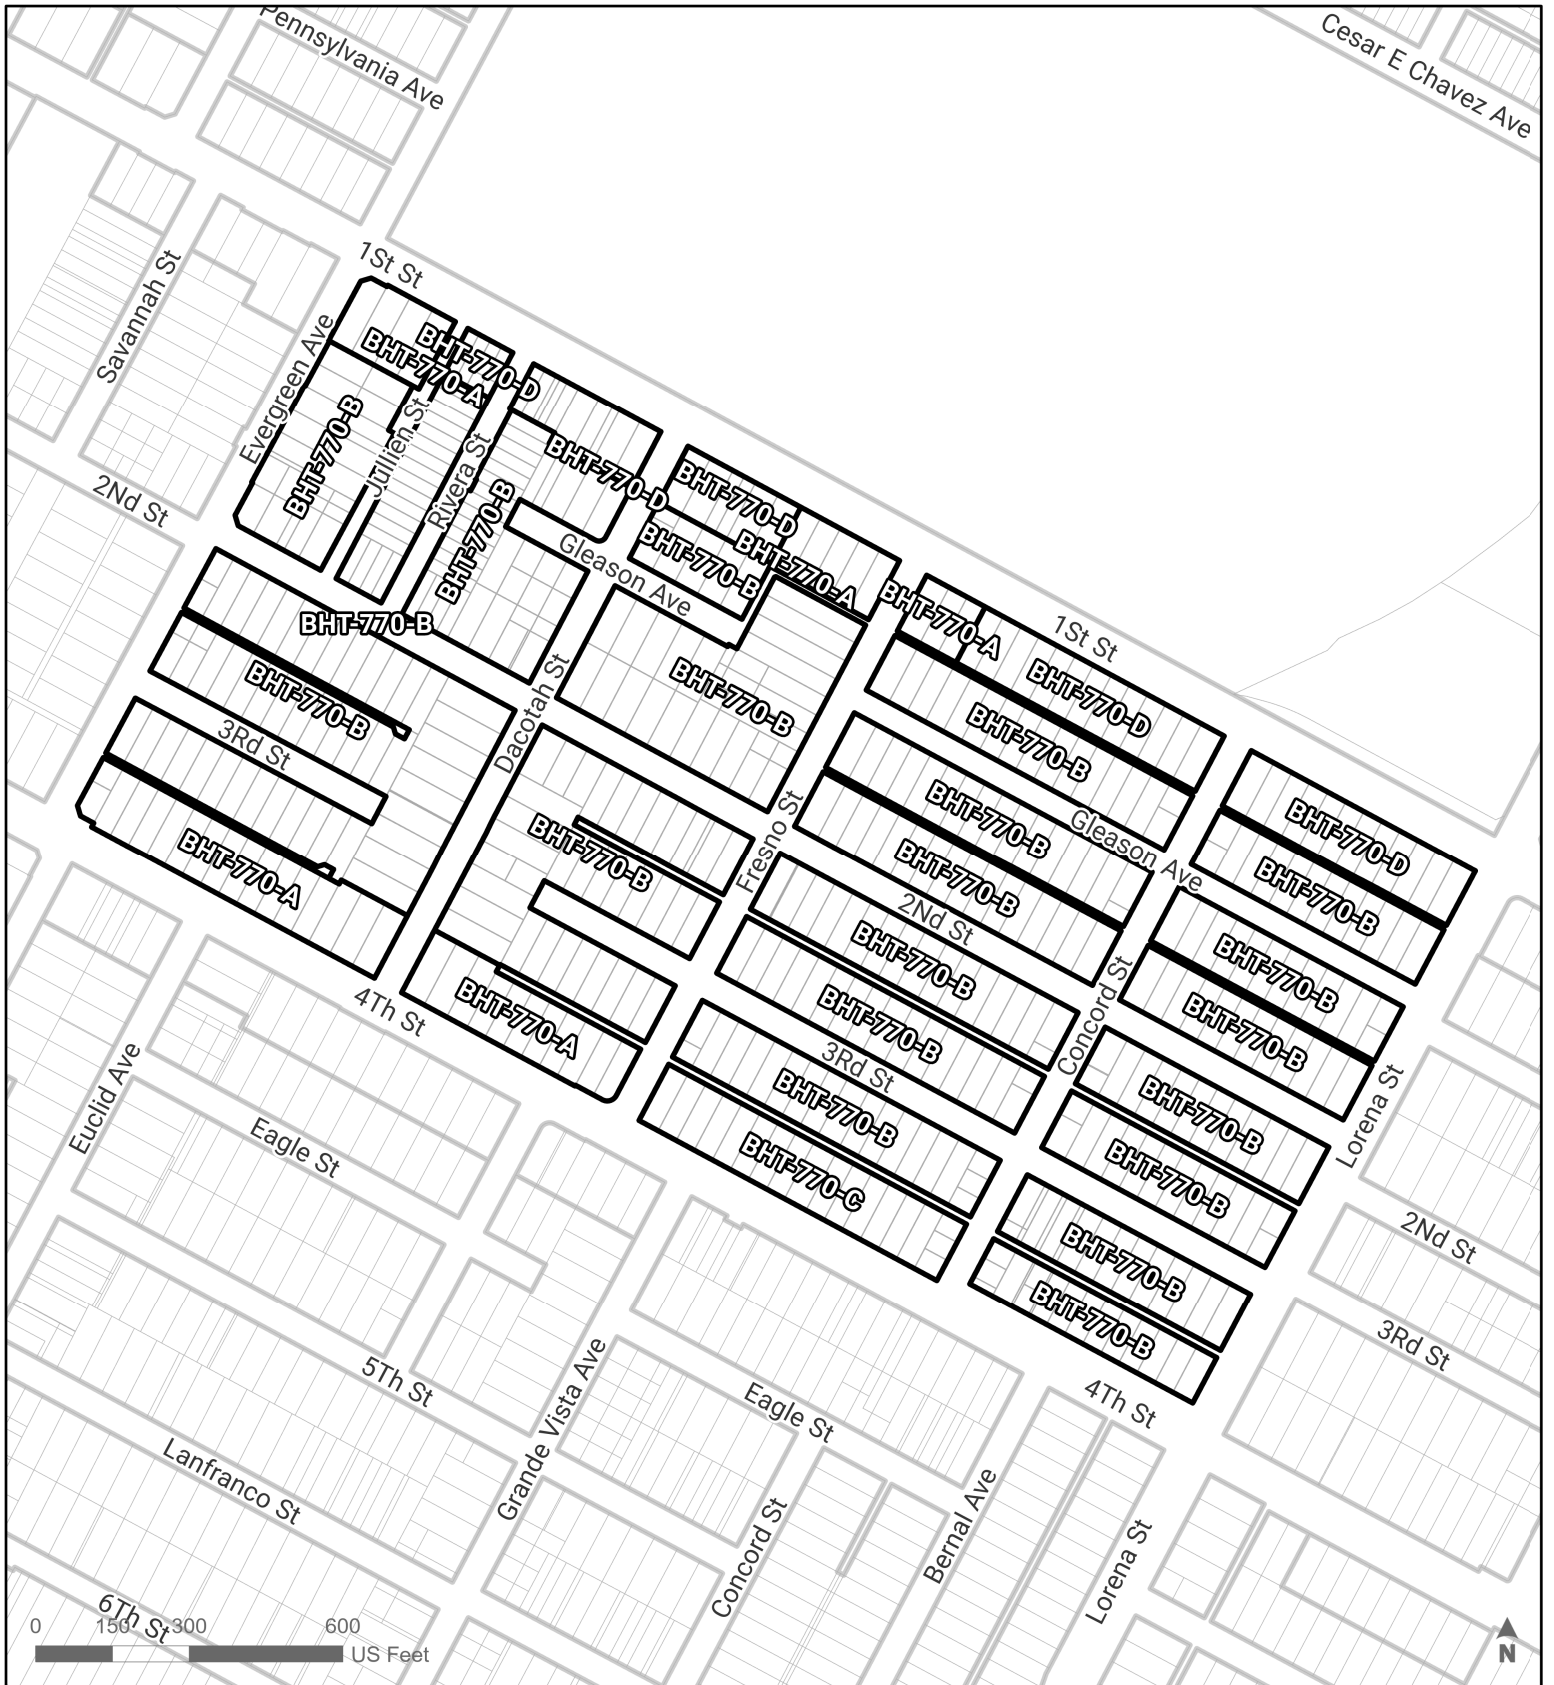 Pennsylvania Ave
Cesar E Chavez Ave
1St St
Savannah St
Evergreen Ave
BHT-770-D
BHT-770-A
BHT-770-B
Jullien St
Rivera St
BHT-770-B
BHT-770-D
BHT-770-D
BHT-770-B
BHT-770-A
2Nd St
Gleason Ave
BHT-770-A
1St St
BHT-770-D
BHT-770-B
BHT-770-B
BHT-770-B
Dacotah St
BHT-770-B
3Rd St
BHT-770-A
BHT-770-B
Fresno St
BHT-770-B
Gleason Ave
BHT-770-B
BHT-770-D
BHT-770-B
2Nd St
BHT-770-B
BHT-770-B
BHT-770-B
BHT-770-A
4Th St
BHT-770-B
Concord St
3Rd St
BHT-770-B
BHT-770-B
BHT-770-B
Lorena St
BHT-770-C
Euclid Ave
Eagle St
BHT-770-B
BHT-770-B
2Nd St
3Rd St
5Th St
Grande Vista Ave
Eagle St
4Th St
Lanfranco St
Concord St
Bernal Ave
Lorena St
6Th St
0 150 300 600
US Feet
N